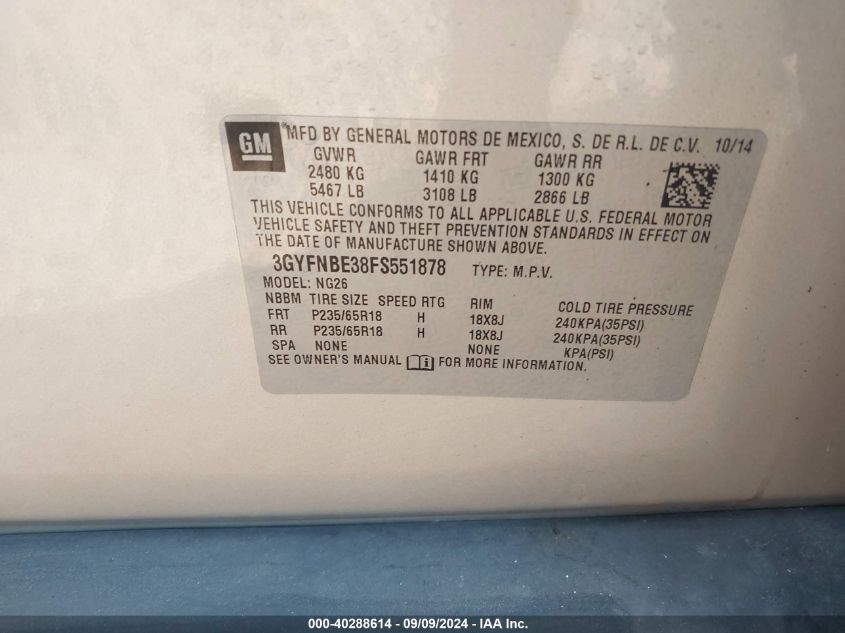 GM
MFD BY GENERAL MOTORS DE MEXICO, S. DE R.L. DE C.V. 10/14
GVWR GAWR FRT GAWR RR
2480 KG 1410 KG 1300 KG
5467 LB 3108 LB 2866 LB
THIS VEHICLE CONFORMS TO ALL APPLICABLE U.S. FEDERAL MOTOR
VEHICLE SAFETY AND THEFT PREVENTION STANDARDS IN EFFECT ON
THE DATE OF MANUFACTURE SHOWN ABOVE.
3GYFNBE38FS551878 TYPE: M.P.V.
MODEL: NG26
NBBM TIRE SIZE SPEED RTG RIM COLD TIRE PRESSURE
FRT P235/65R18 H 18X8J 240KPA(35PSI)
RR P235/65R18 H 18X8J 240KPA(35PSI)
SPA NONE NONE KPA(PSI)
SEE OWNER'S MANUAL FOR MORE INFORMATION.
000-40288614 - 09/09/2024 - IAA Inc.